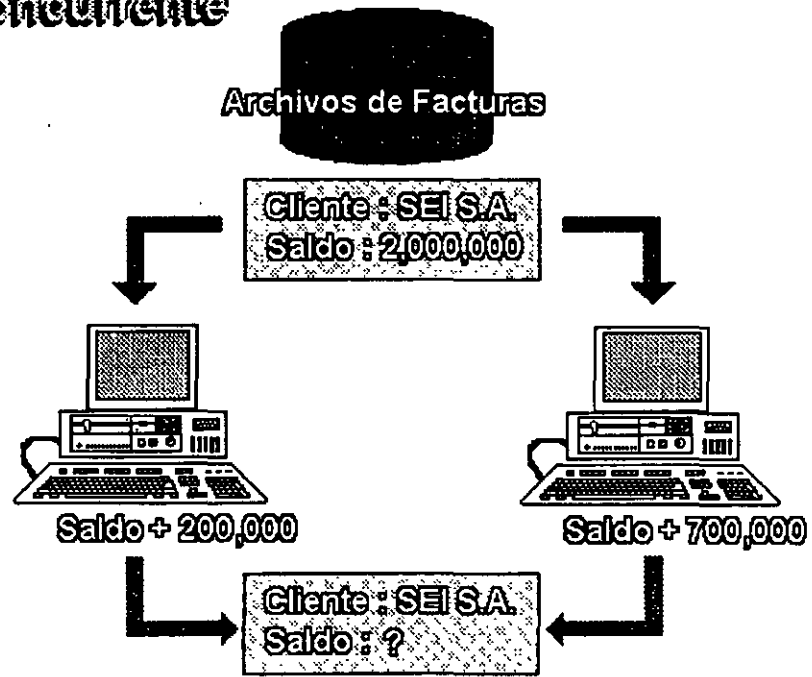 Archivos de Facturas
Cliente : SEI S.A.
Saldo : 2,000,000
Saldo + 200,000
Saldo + 700,000
Cliente : SEI S.A.
Saldo : ?